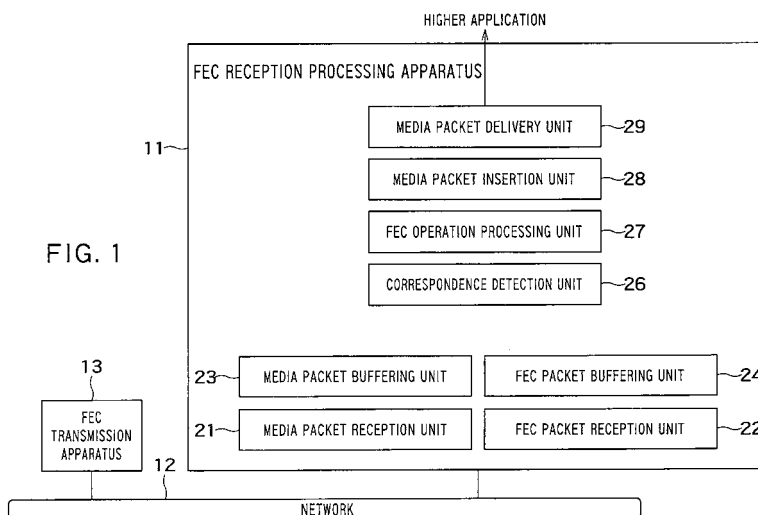 HIGHER APPLICATION
FEC RECEPTION PROCESSING APPARATUS
11
MEDIA PACKET DELIVERY UNIT
29
MEDIA PACKET INSERTION UNIT
28
FIG. 1
FEC OPERATION PROCESSING UNIT
27
CORRESPONDENCE DETECTION UNIT
26
23
MEDIA PACKET BUFFERING UNIT
FEC PACKET BUFFERING UNIT
24
13
FEC
TRANSMISSION
APPARATUS
21
MEDIA PACKET RECEPTION UNIT
FEC PACKET RECEPTION UNIT
22
12
NETWORK